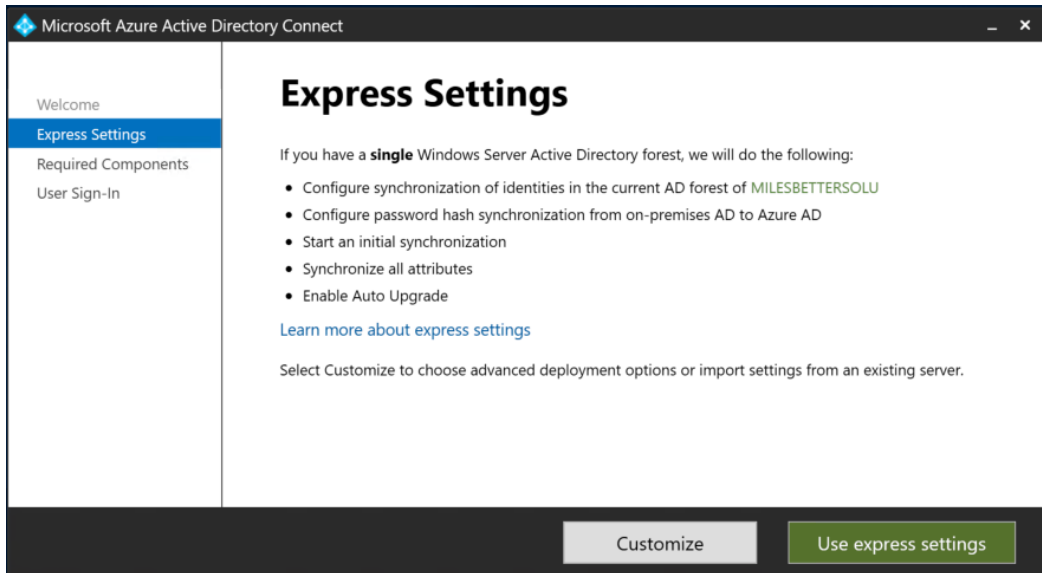 Microsoft Azure Active Directory Connect
Welcome
Express Settings
Required Components
User Sign-In
Express Settings
If you have a single Windows Server Active Directory forest, we will do the following:
• Configure synchronization of identities in the current AD forest of MILESBETTERSOLU
• Configure password hash synchronization from on-premises AD to Azure AD
• Start an initial synchronization
• Synchronize all attributes
• Enable Auto Upgrade
Learn more about express settings
Select Customize to choose advanced deployment options or import settings from an existing server.
Customize
Use express settings